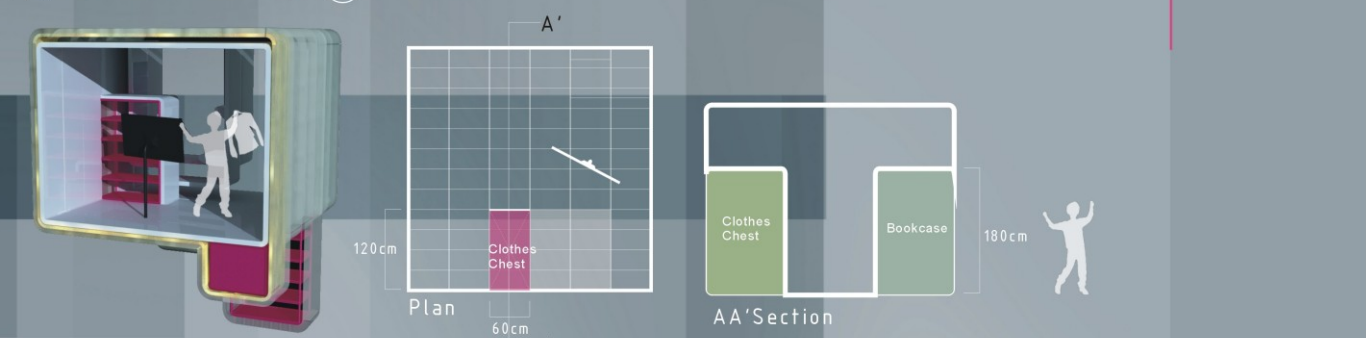 A'
120cm
Clothes
Chest
Plan
60cm
Clothes
Chest
Bookcase
180cm
AA'Section